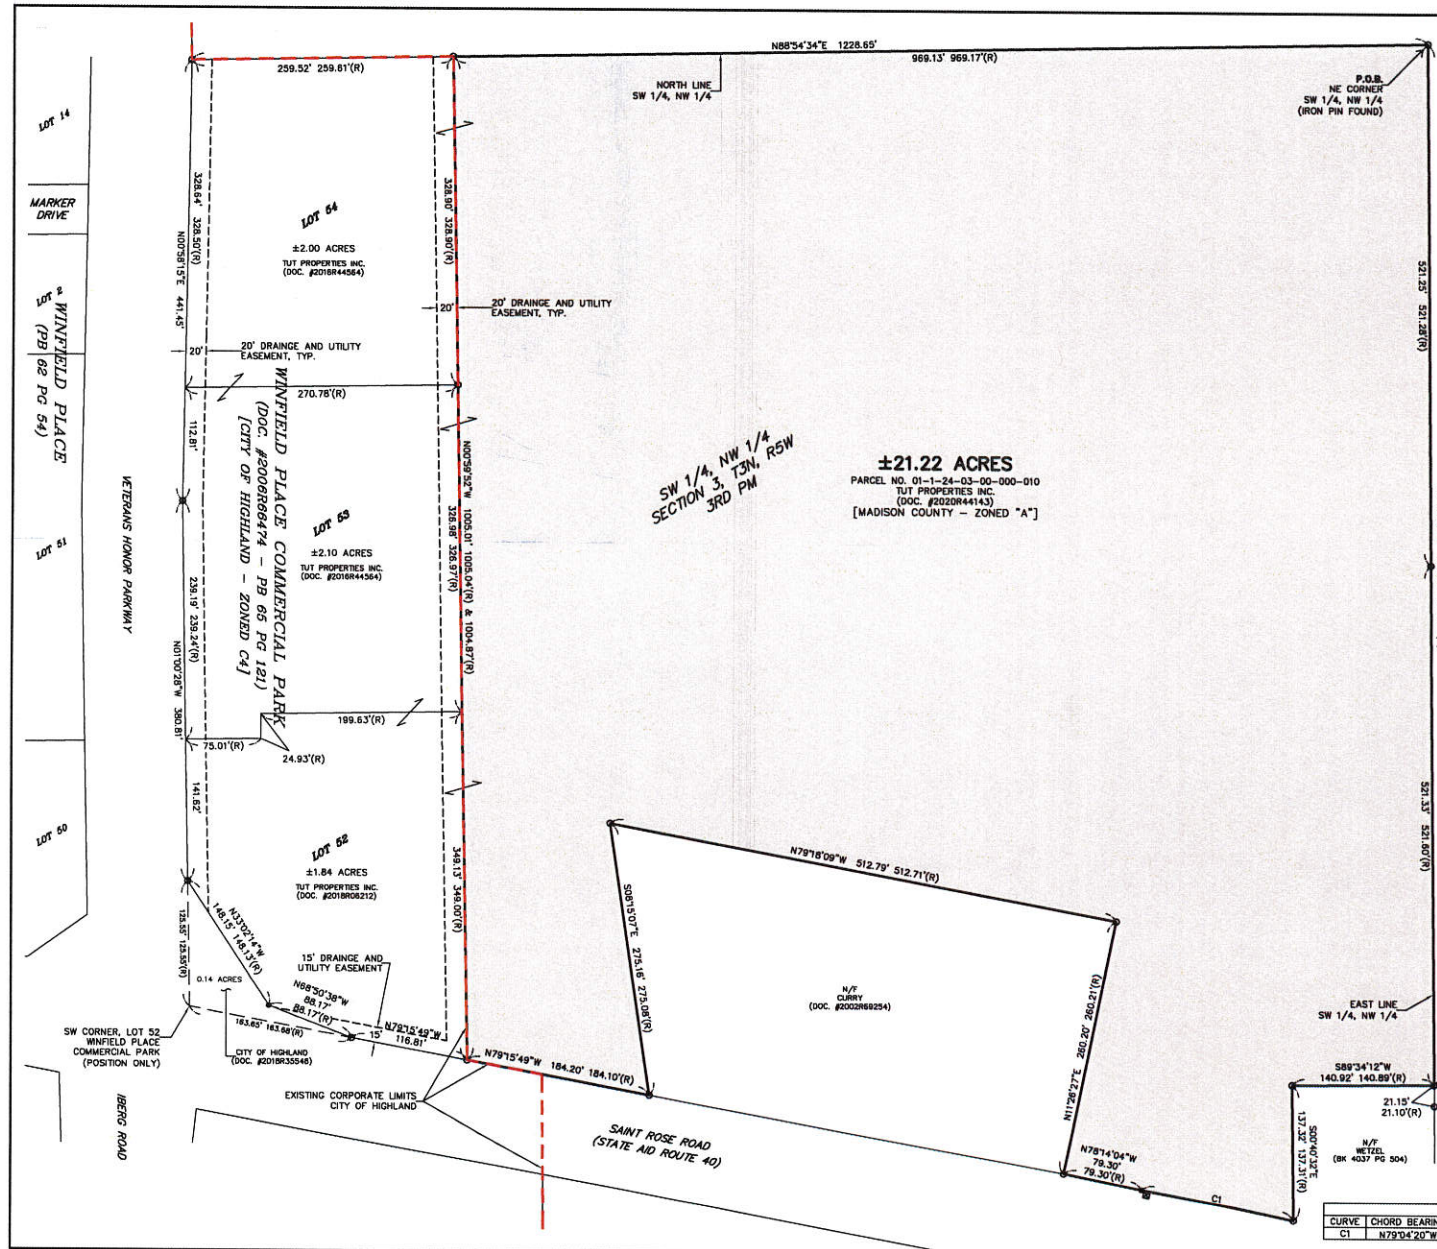 N88°54'34"E 1228.65'
259.52' 259.61'(R)
969.13' 969.17'(R)
NORTH LINE
SW 1/4, NW 1/4
P.O.B.
NE CORNER
SW 1/4, NW 1/4
(IRON PIN FOUND)
LOT 14
MARKER
DRIVE
LOT 2
WINFIELD PLACE
(PB 62 PG 54)
LOT 51
LOT 50
VETERANS HONOR PARKWAY
IBERG ROAD
328.64' 328.50'(R)
N00°58'15"E 441.45'
112.81'
239.19' 239.24'(R)
N01°00'28"W 380.81'
141.62'
125.55' 125.55'(R)
LOT 54
±2.00 ACRES
TUT PROPERTIES INC.
(DOC. #2016R44564)
328.90' 328.90'(R)
20'
20' DRAINGE AND UTILITY
EASEMENT, TYP.
20'
20' DRAINGE AND UTILITY
EASEMENT, TYP.
270.78'(R)
WINFIELD PLACE COMMERCIAL PARK
(DOC. #2006R66474 - PB 65 PG 121)
[CITY OF HIGHLAND - ZONED C4]
LOT 53
±2.10 ACRES
TUT PROPERTIES INC.
(DOC. #2016R44564)
N00°59'52"W 1005.01' 1005.04'(R) & 1004.87'(R)
326.98' 326.97'(R)
199.63'(R)
75.01'(R)
24.93'(R)
LOT 52
±1.84 ACRES
TUT PROPERTIES INC.
(DOC. #2018R08212)
349.13' 349.00'(R)
15' DRAINGE AND
UTILITY EASEMENT
N33°02'14"W
148.15' 148.13'(R)
0.14 ACRES
N68°50'38"W
88.17'
88.17'(R)
163.65' 163.68'(R)
15'
N79°15'49"W
116.81'
SW CORNER, LOT 52
WINFIELD PLACE
COMMERCIAL PARK
(POSITION ONLY)
CITY OF HIGHLAND
(DOC. #2018R35546)
EXISTING CORPORATE LIMITS
CITY OF HIGHLAND
N79°15'49"W 184.20' 184.10'(R)
SAINT ROSE ROAD
(STATE AID ROUTE 40)
SW 1/4, NW 1/4
SECTION 3, T3N, R5W
3RD PM
±21.22 ACRES
PARCEL NO. 01-1-24-03-00-000-010
TUT PROPERTIES INC.
(DOC. #2020R44143)
[MADISON COUNTY - ZONED "A"]
521.25' 521.28'(R)
521.33' 521.60'(R)
N79°18'09"W 512.79' 512.71'(R)
S08°15'07"E 275.16' 275.08'(R)
N/F
CURRY
(DOC. #2002R69254)
N11°26'27"E 260.20' 260.21'(R)
EAST LINE
SW 1/4, NW 1/4
S89°34'12"W
140.92' 140.89'(R)
21.15'
21.10'(R)
S00°40'32"E
137.32' 137.31'(R)
N/F
WETZEL
(BK 4037 PG 504)
N78°14'04"W
79.30'
79.30'(R)
C1
CURVE CHORD BEARIN
C1 N79°04'20"W